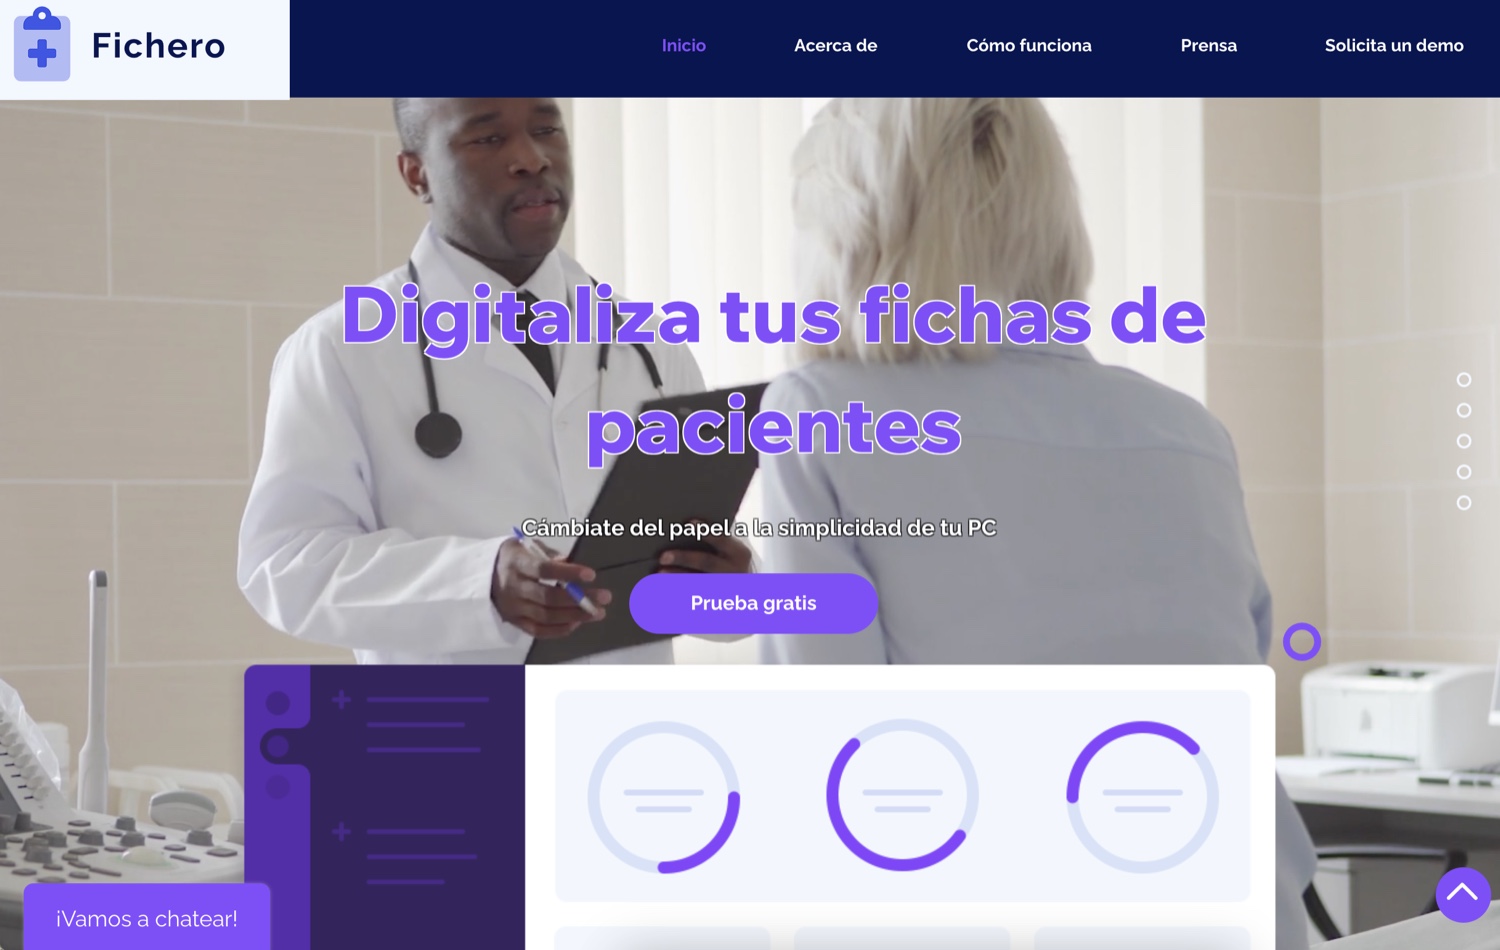 Fichero
Inicio
Acerca de
Cómo funciona
Prensa
Solicita un demo
Digitaliza tus fichas de
pacientes
Cámbiate del papel a la simplicidad de tu PC
Prueba gratis
¡Vamos a chatear!